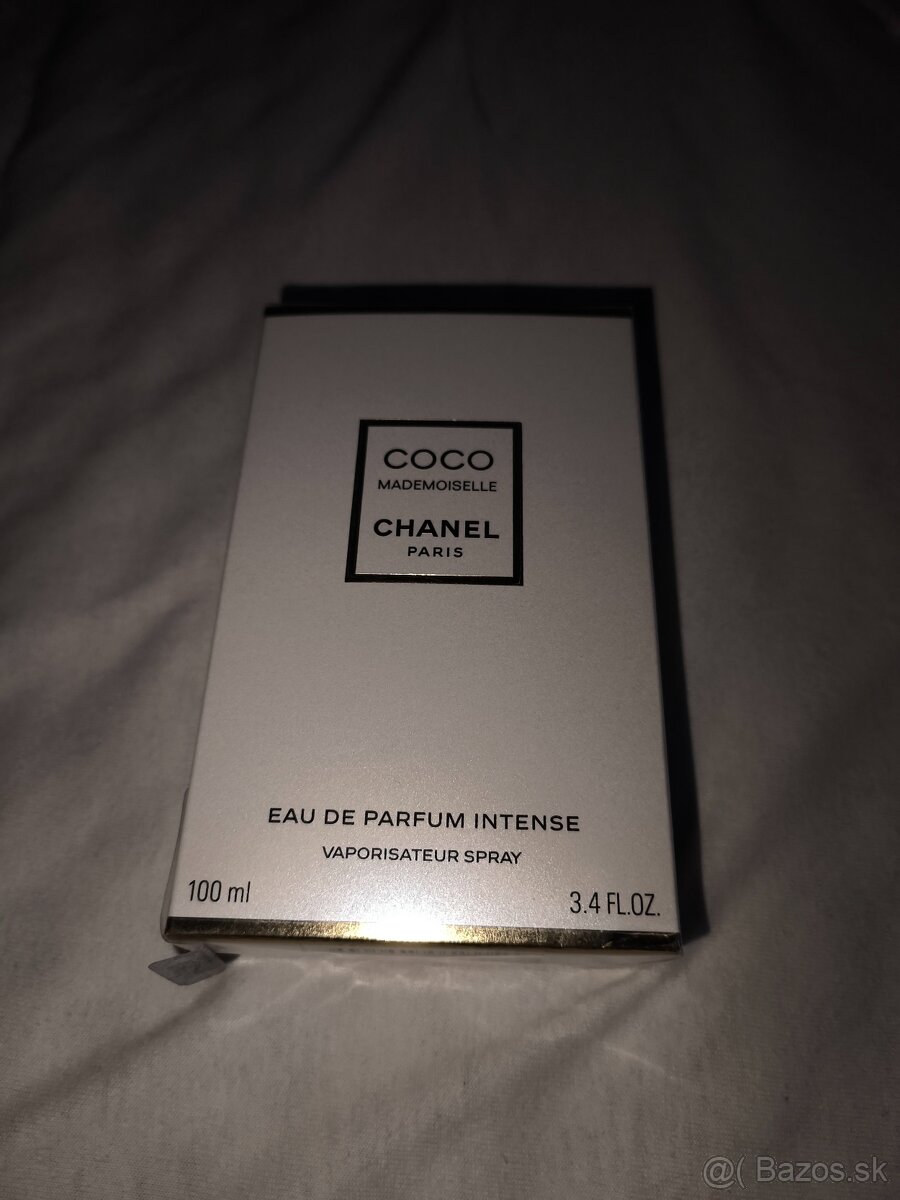 COCO
MADEMOISELLE
CHANEL
PARIS
EAU DE PARFUM INTENSE
VAPORISATEUR SPRAY
100 ml
3.4 FL.OZ.
@( Bazos.sk